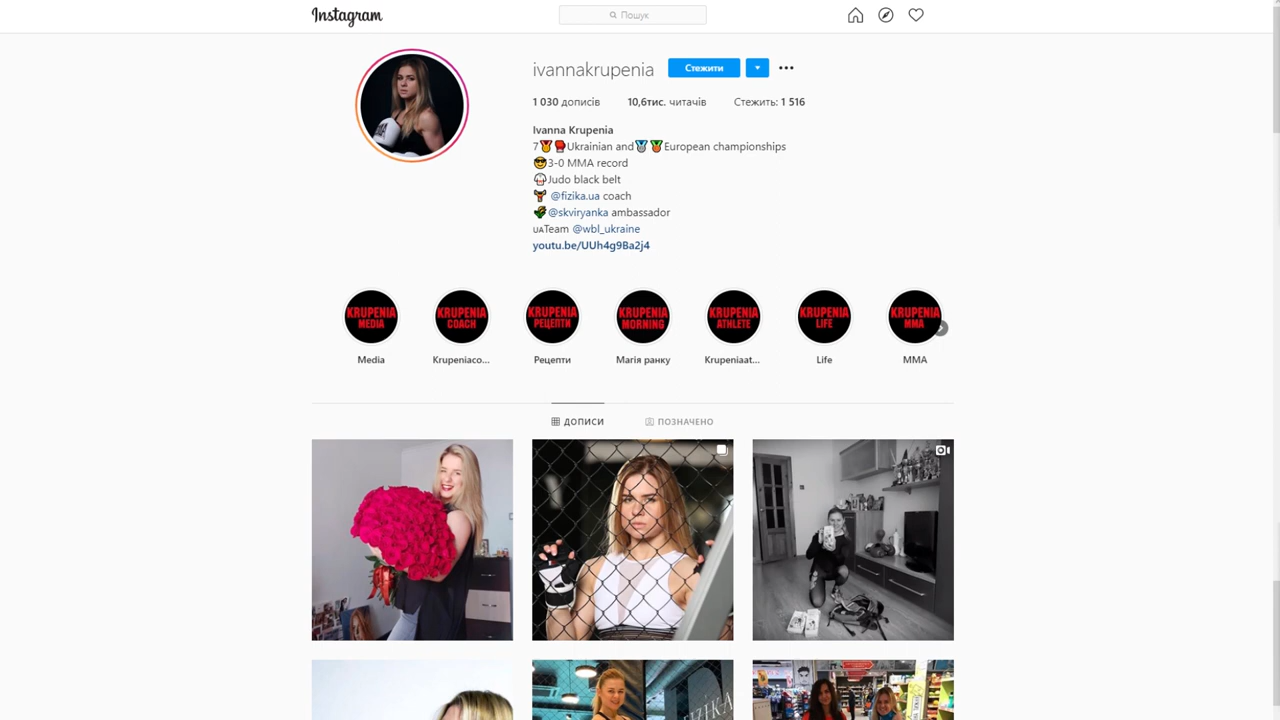 Instagram
Пошук
ivannakrupenia
Стежити
1 030 дописів 10,6тис. читачів Стежить: 1 516
Ivanna Krupenia
7🏅🥊Ukrainian and🥈🥉European championships
😎3-0 MMA record
🥋Judo black belt
@fizika.ua coach
@skviryanka ambassador
UATeam @wbl_ukraine
youtu.be/UUh4g9Ba2j4
KRUPENIA MEDIA
KRUPENIA COACH
KRUPENIA РЕЦЕПТИ
KRUPENIA MORNING
KRUPENIA ATHLETE
KRUPENIA LIFE
KRUPENIA MMA
Media Krupeniaco... Рецепти Магія ранку Krupeniaat... Life MMA
ДОПИСИ ПОЗНАЧЕНО